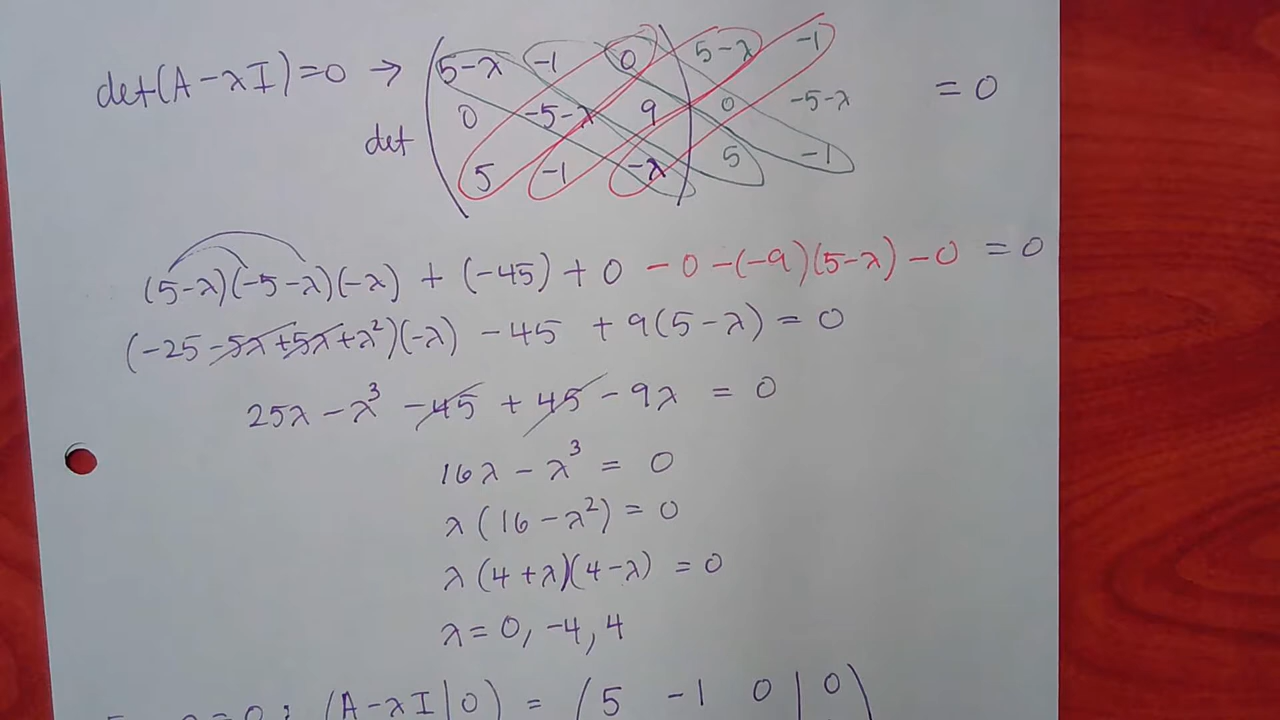 det(A-λI)=0 → det ( 5-λ -1 0 ) 5-λ -1 = 0
0 -5-λ 9 0 -5-λ
5 -1 -λ 5 -1
(5-λ)(-5-λ)(-λ) + (-45) + 0 - 0 - (-9)(5-λ) - 0 = 0
(-25 - 5λ + 5λ + λ²)(-λ) - 45 + 9(5-λ) = 0
25λ - λ³ - 45 + 45 - 9λ = 0
16λ - λ³ = 0
λ(16 - λ²) = 0
λ(4+λ)(4-λ) = 0
λ = 0, -4, 4
(A-λI|0) = ( 5 -1 0 | 0 )